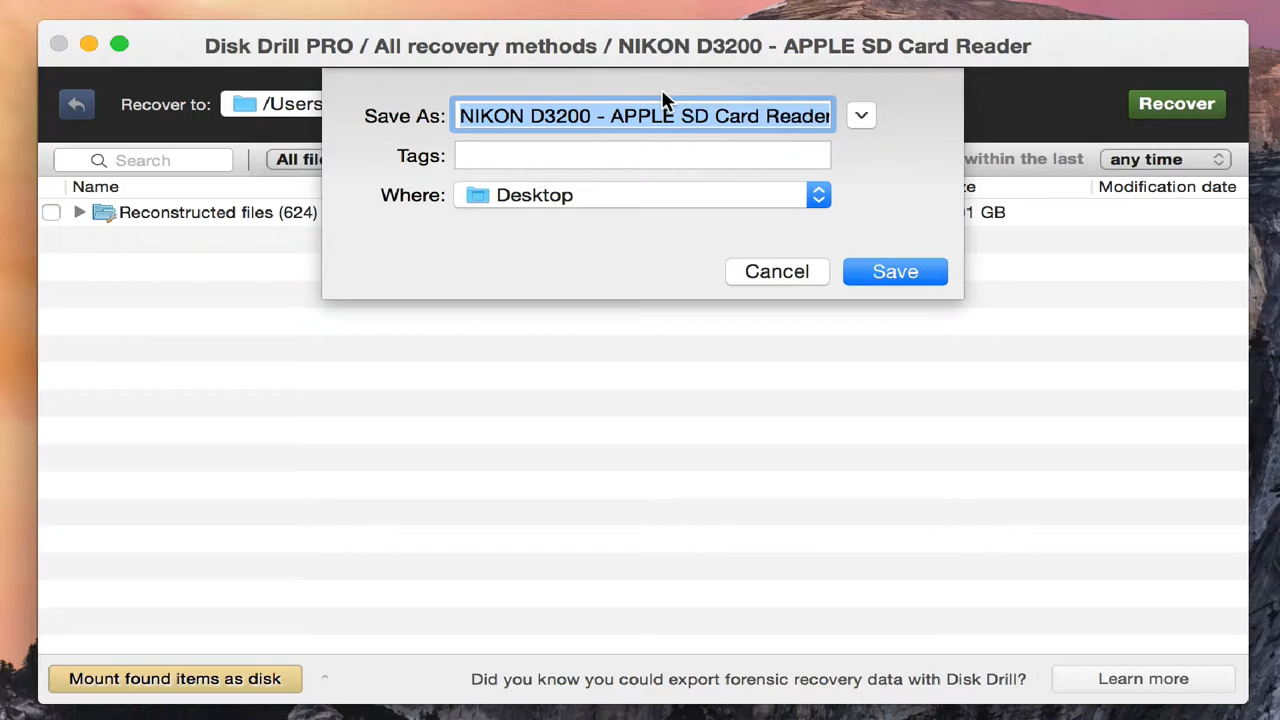 Disk Drill PRO / All recovery methods / NIKON D3200 - APPLE SD Card Reader
Recover to: /Users
Recover
Save As: NIKON D3200 - APPLE SD Card Reader
Tags:
Where: Desktop
Cancel Save
Search
within the last any time
Name
Modification date
Reconstructed files (624)
GB
Mount found items as disk
Did you know you could export forensic recovery data with Disk Drill?
Learn more